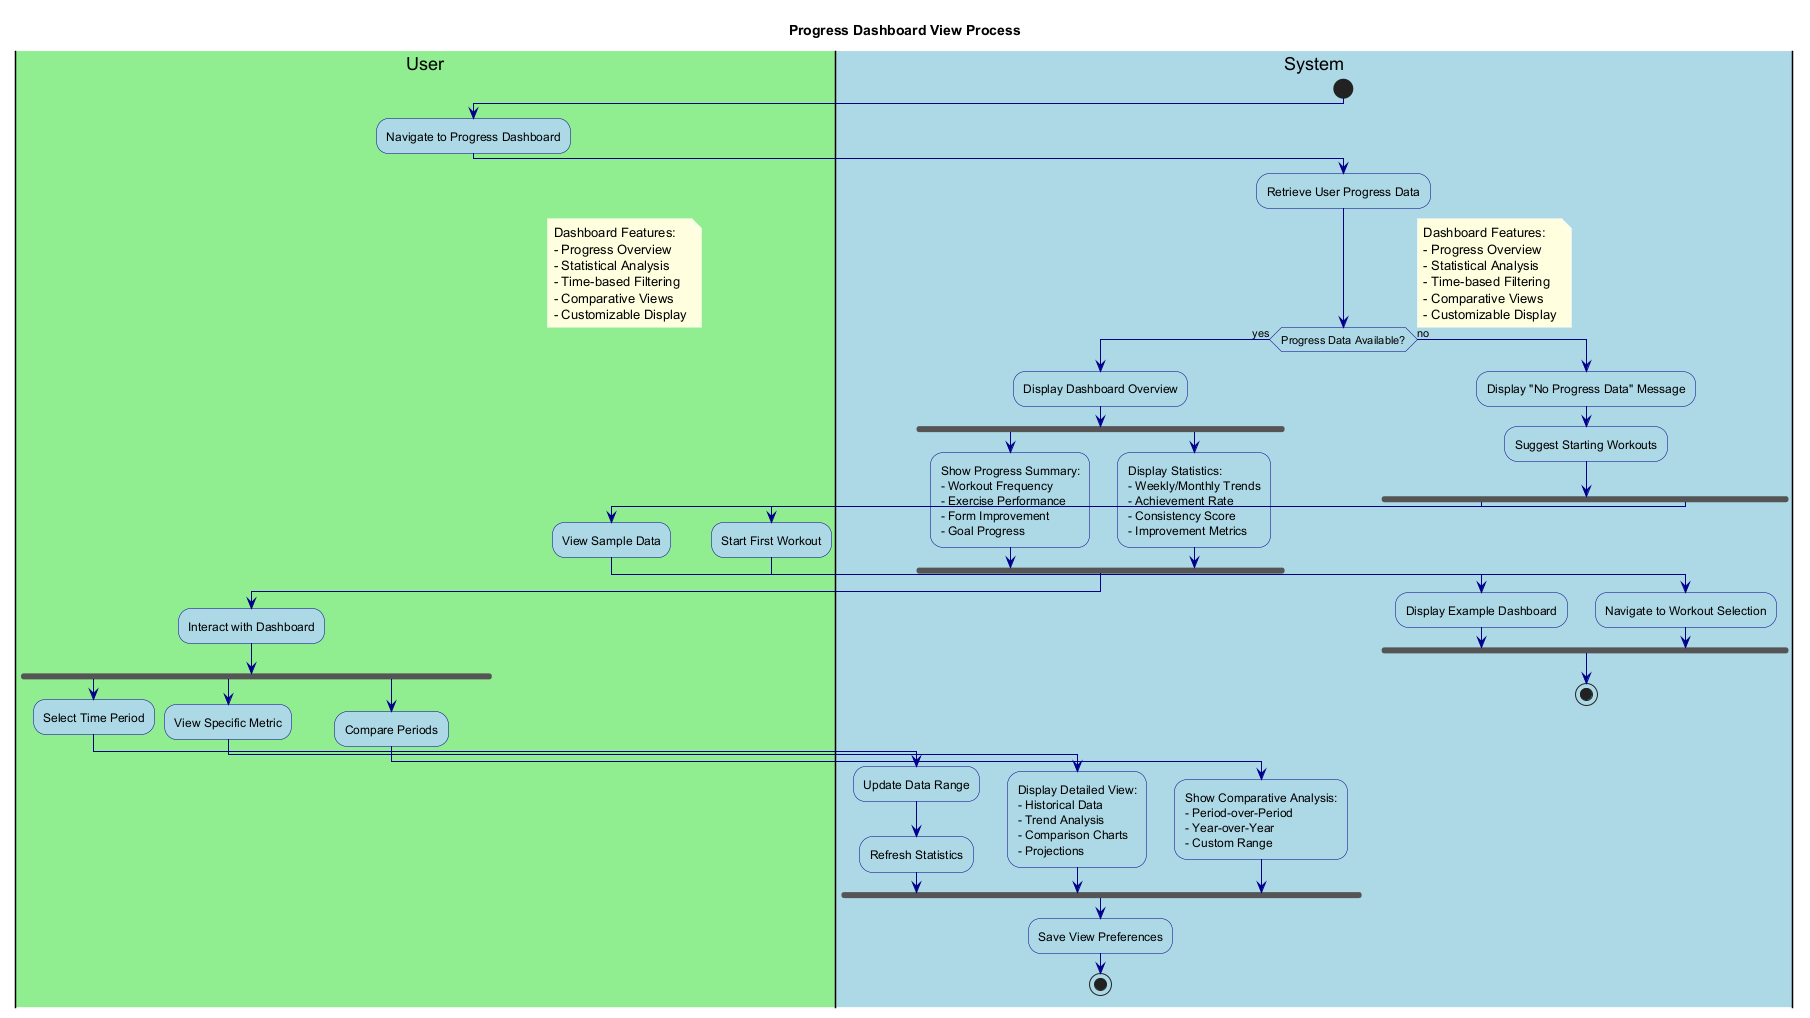 Progress Dashboard View Process
User
System
Navigate to Progress Dashboard
Retrieve User Progress Data
Dashboard Features:
- Progress Overview
- Statistical Analysis
- Time-based Filtering
- Comparative Views
- Customizable Display
Dashboard Features:
- Progress Overview
- Statistical Analysis
- Time-based Filtering
- Comparative Views
- Customizable Display
yes
Progress Data Available?
no
Display Dashboard Overview
Display "No Progress Data" Message
Suggest Starting Workouts
Show Progress Summary:
- Workout Frequency
- Exercise Performance
- Form Improvement
- Goal Progress
Display Statistics:
- Weekly/Monthly Trends
- Achievement Rate
- Consistency Score
- Improvement Metrics
View Sample Data
Start First Workout
Display Example Dashboard
Navigate to Workout Selection
Interact with Dashboard
Select Time Period
View Specific Metric
Compare Periods
Update Data Range
Refresh Statistics
Display Detailed View:
- Historical Data
- Trend Analysis
- Comparison Charts
- Projections
Show Comparative Analysis:
- Period-over-Period
- Year-over-Year
- Custom Range
Save View Preferences